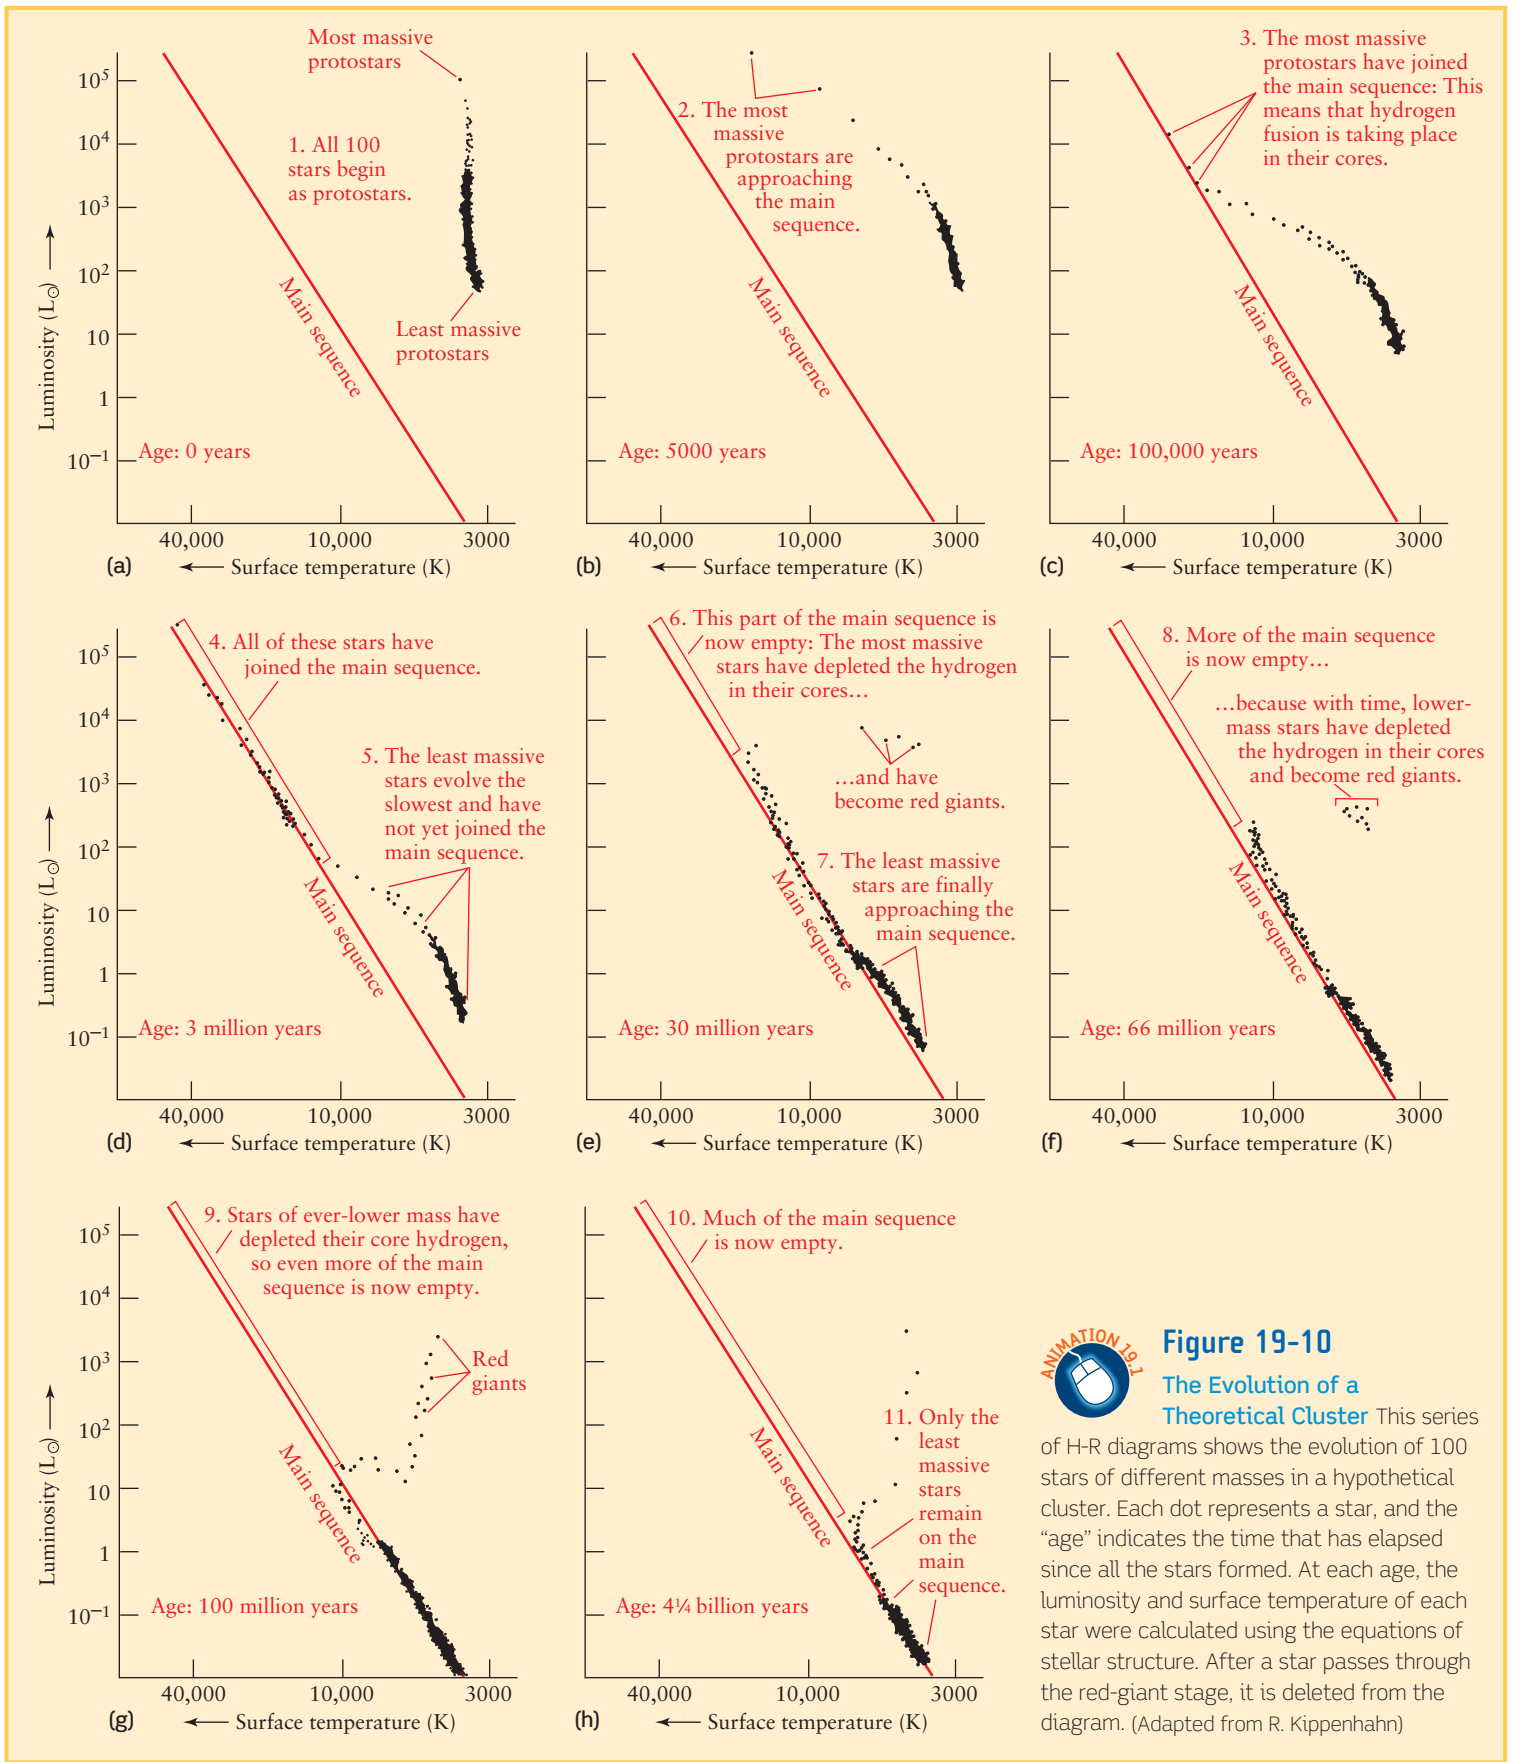 Most massive
protostars
1. All 100
stars begin
as protostars.
Least massive
protostars
Main sequence
Age: 0 years
Luminosity (L⊙)
10⁵
10⁴
10³
10²
10
1
10⁻¹
40,000
10,000
3000
(a)
Surface temperature (K)
2. The most
massive
protostars are
approaching
the main
sequence.
Main sequence
Age: 5000 years
40,000
10,000
3000
(b)
Surface temperature (K)
3. The most massive
protostars have joined
the main sequence: This
means that hydrogen
fusion is taking place
in their cores.
Main sequence
Age: 100,000 years
40,000
10,000
3000
(c)
Surface temperature (K)
4. All of these stars have
joined the main sequence.
5. The least massive
stars evolve the
slowest and have
not yet joined the
main sequence.
Main sequence
Age: 3 million years
Luminosity (L⊙)
10⁵
10⁴
10³
10²
10
1
10⁻¹
40,000
10,000
3000
(d)
Surface temperature (K)
6. This part of the main sequence is
now empty: The most massive
stars have depleted the hydrogen
in their cores…
…and have
become red giants.
7. The least massive
stars are finally
approaching the
main sequence.
Main sequence
Age: 30 million years
40,000
10,000
3000
(e)
Surface temperature (K)
8. More of the main sequence
is now empty…
…because with time, lower-
mass stars have depleted
the hydrogen in their cores
and become red giants.
Main sequence
Age: 66 million years
40,000
10,000
3000
(f)
Surface temperature (K)
9. Stars of ever-lower mass have
depleted their core hydrogen,
so even more of the main
sequence is now empty.
Red
giants
Main sequence
Age: 100 million years
Luminosity (L⊙)
10⁵
10⁴
10³
10²
10
1
10⁻¹
40,000
10,000
3000
(g)
Surface temperature (K)
10. Much of the main sequence
is now empty.
11. Only the
least
massive
stars
remain
on the
main
sequence.
Main sequence
Age: 4¼ billion years
40,000
10,000
3000
(h)
Surface temperature (K)
ANIMATION 19.1
Figure 19-10
The Evolution of a
Theoretical Cluster This series
of H-R diagrams shows the evolution of 100
stars of different masses in a hypothetical
cluster. Each dot represents a star, and the
“age” indicates the time that has elapsed
since all the stars formed. At each age, the
luminosity and surface temperature of each
star were calculated using the equations of
stellar structure. After a star passes through
the red-giant stage, it is deleted from the
diagram. (Adapted from R. Kippenhahn)